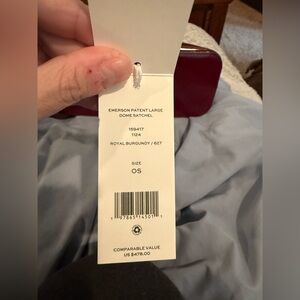 EMERSON PATENT LARGE
DOME SATCHEL
159417
1124
ROYAL BURGUNDY / 627
SIZE
OS
COMPARABLE VALUE
US $478.00